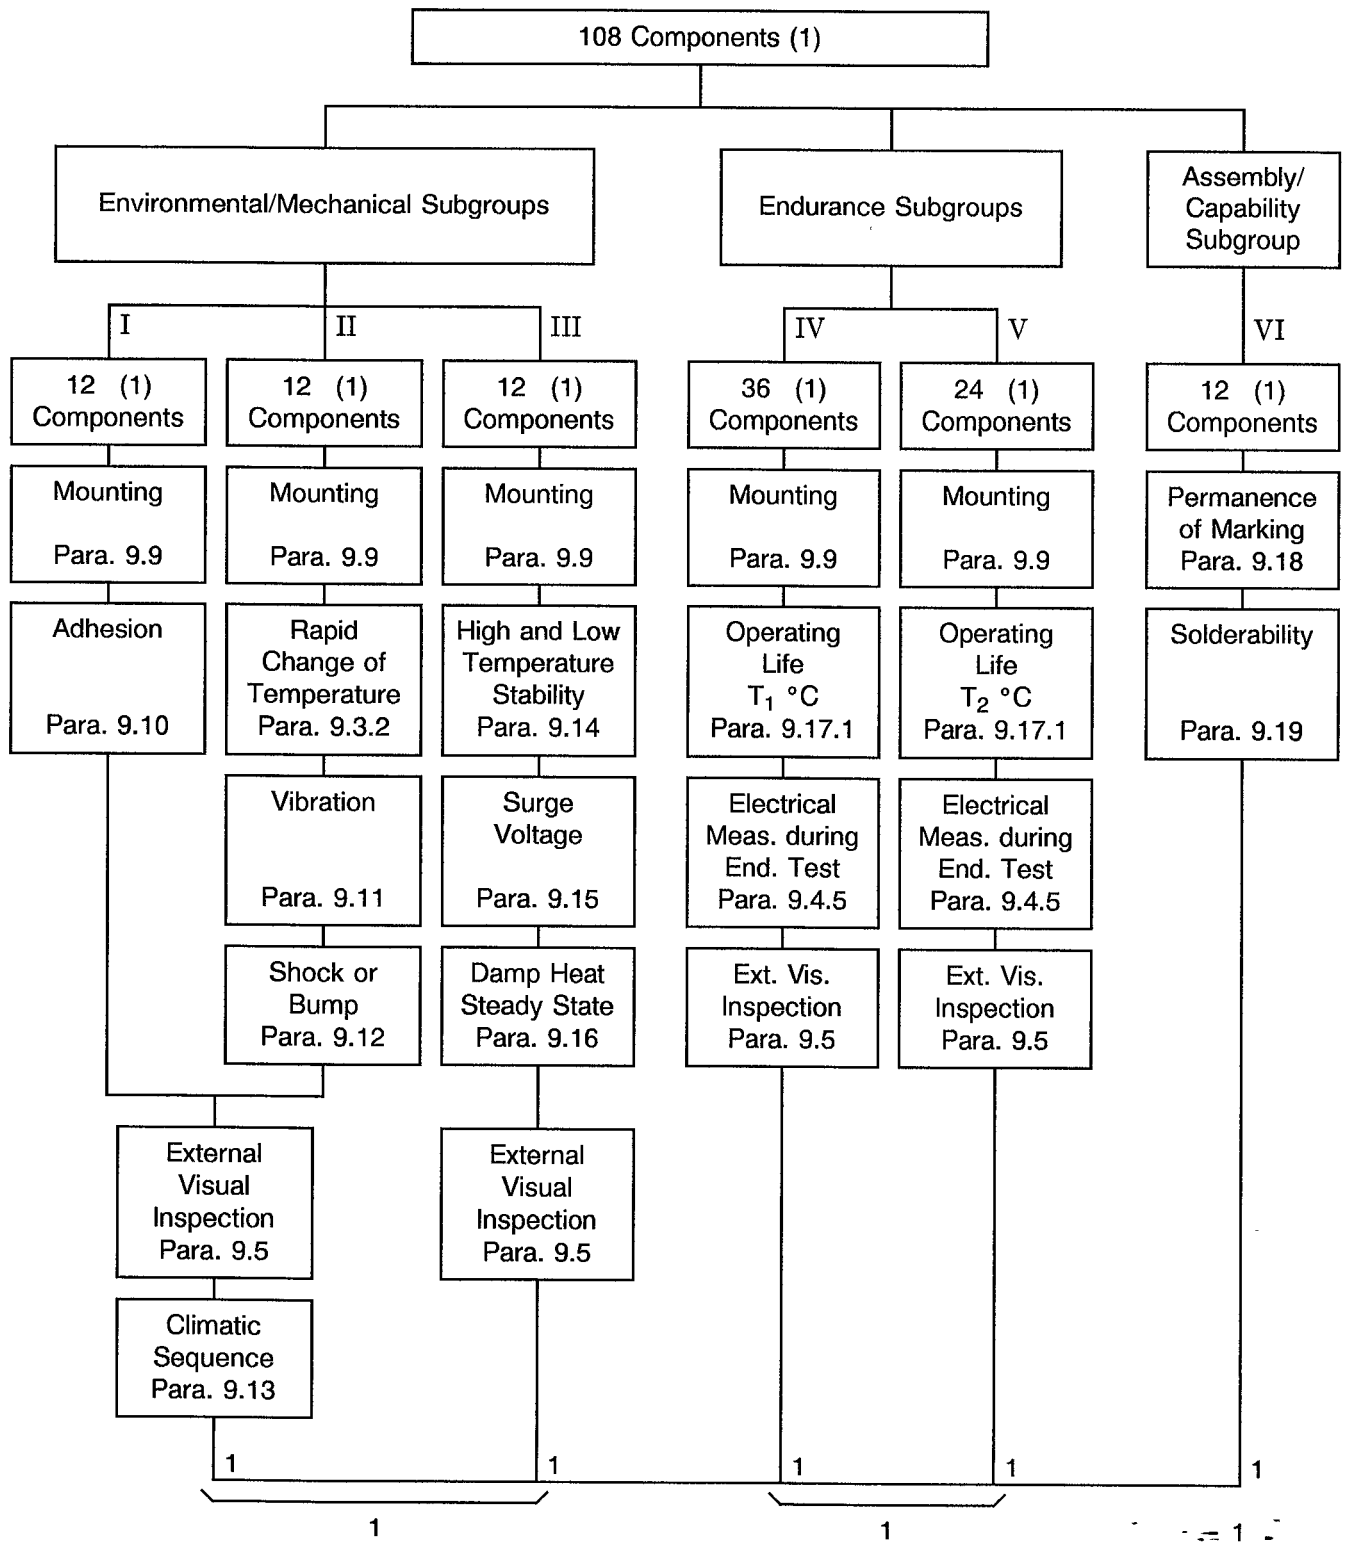 108 Components (1)
Environmental/Mechanical Subgroups
Endurance Subgroups
Assembly/
Capability
Subgroup
I
II
III
IV
V
VI
12 (1)
Components
12 (1)
Components
12 (1)
Components
36 (1)
Components
24 (1)
Components
12 (1)
Components
Mounting
Para. 9.9
Mounting
Para. 9.9
Mounting
Para. 9.9
Mounting
Para. 9.9
Mounting
Para. 9.9
Permanence
of Marking
Para. 9.18
Adhesion
Para. 9.10
Rapid
Change of
Temperature
Para. 9.3.2
High and Low
Temperature
Stability
Para. 9.14
Operating
Life
T₁ °C
Para. 9.17.1
Operating
Life
T₂ °C
Para. 9.17.1
Solderability
Para. 9.19
Vibration
Para. 9.11
Surge
Voltage
Para. 9.15
Electrical
Meas. during
End. Test
Para. 9.4.5
Electrical
Meas. during
End. Test
Para. 9.4.5
Shock or
Bump
Para. 9.12
Damp Heat
Steady State
Para. 9.16
Ext. Vis.
Inspection
Para. 9.5
Ext. Vis.
Inspection
Para. 9.5
External
Visual
Inspection
Para. 9.5
External
Visual
Inspection
Para. 9.5
Climatic
Sequence
Para. 9.13
1
1
1
1
1
1
1
1